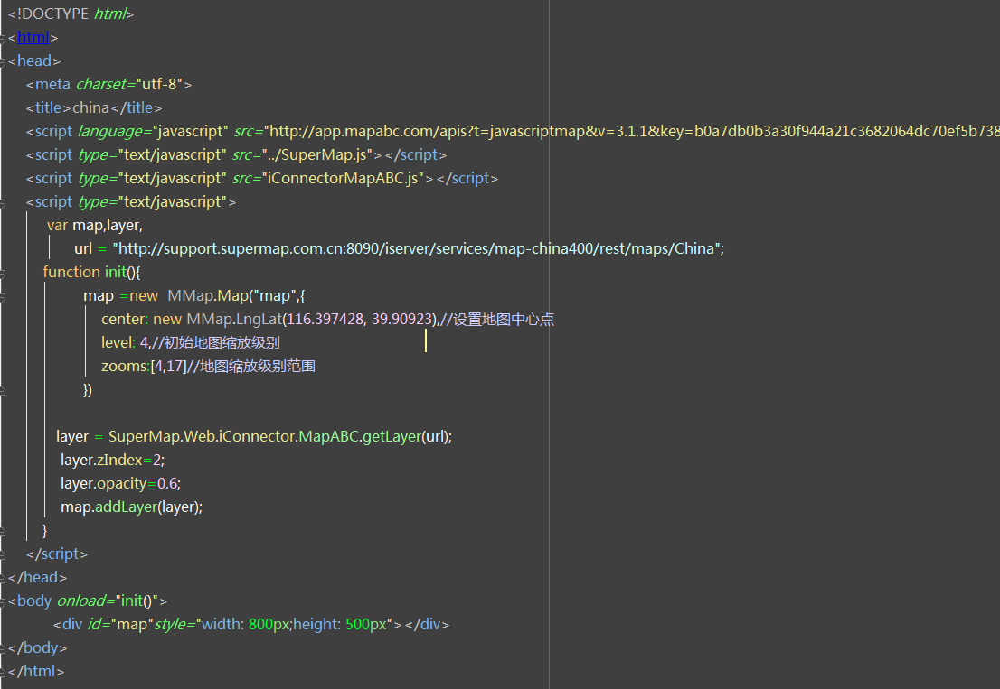 <!DOCTYPE html>
<html>
<head>
<meta charset="utf-8">
<title>china</title>
<script language="javascript" src="http://app.mapabc.com/apis?t=javascriptmap&v=3.1.1&key=b0a7db0b3a30f944a21c3682064dc70ef5b738
<script type="text/javascript" src="../SuperMap.js"></script>
<script type="text/javascript" src="iConnectorMapABC.js"></script>
<script type="text/javascript">
var map,layer,
url = "http://support.supermap.com.cn:8090/iserver/services/map-china400/rest/maps/China";
function init(){
map =new  MMap.Map("map",{
center: new MMap.LngLat(116.397428, 39.90923),//设置地图中心点
level: 4,//初始地图缩放级别
zooms:[4,17]//地图缩放级别范围
})
layer = SuperMap.Web.iConnector.MapABC.getLayer(url);
layer.zIndex=2;
layer.opacity=0.6;
map.addLayer(layer);
}
</script>
</head>
<body onload="init()">
<div id="map"style="width: 800px;height: 500px"></div>
</body>
</html>